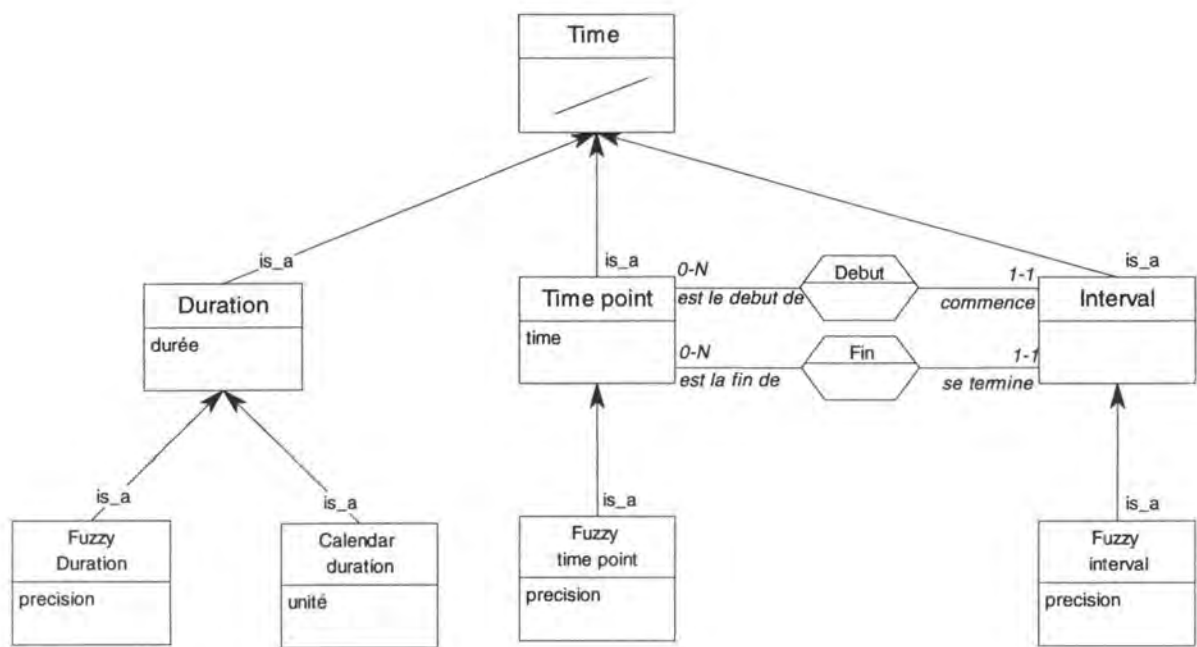 Time
is_a
is_a
is_a
Duration
durée
Time point
time
0-N
est le debut de
Debut
1-1
commence
0-N
est la fin de
Fin
1-1
se termine
Interval
is_a
is_a
is_a
is_a
Fuzzy
Duration
precision
Calendar
duration
unité
Fuzzy
time point
precision
Fuzzy
interval
precision